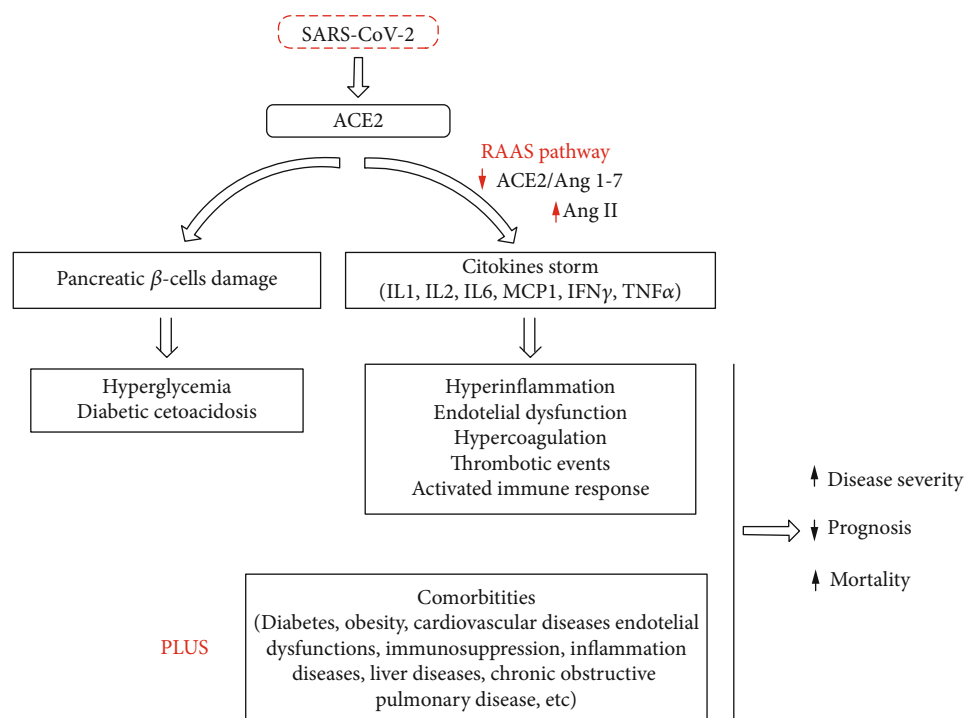 SARS-CoV-2
ACE2
RAAS pathway
ACE2/Ang 1-7
Ang II
Pancreatic β-cells damage
Citokines storm
(IL1, IL2, IL6, MCP1, IFNγ, TNFα)
Hyperglycemia
Diabetic cetoacidosis
Hyperinflammation
Endotelial dysfunction
Hypercoagulation
Thrombotic events
Activated immune response
Disease severity
Prognosis
Mortality
PLUS
Comorbitities
(Diabetes, obesity, cardiovascular diseases endotelial
dysfunctions, immunosuppression, inflammation
diseases, liver diseases, chronic obstructive
pulmonary disease, etc)